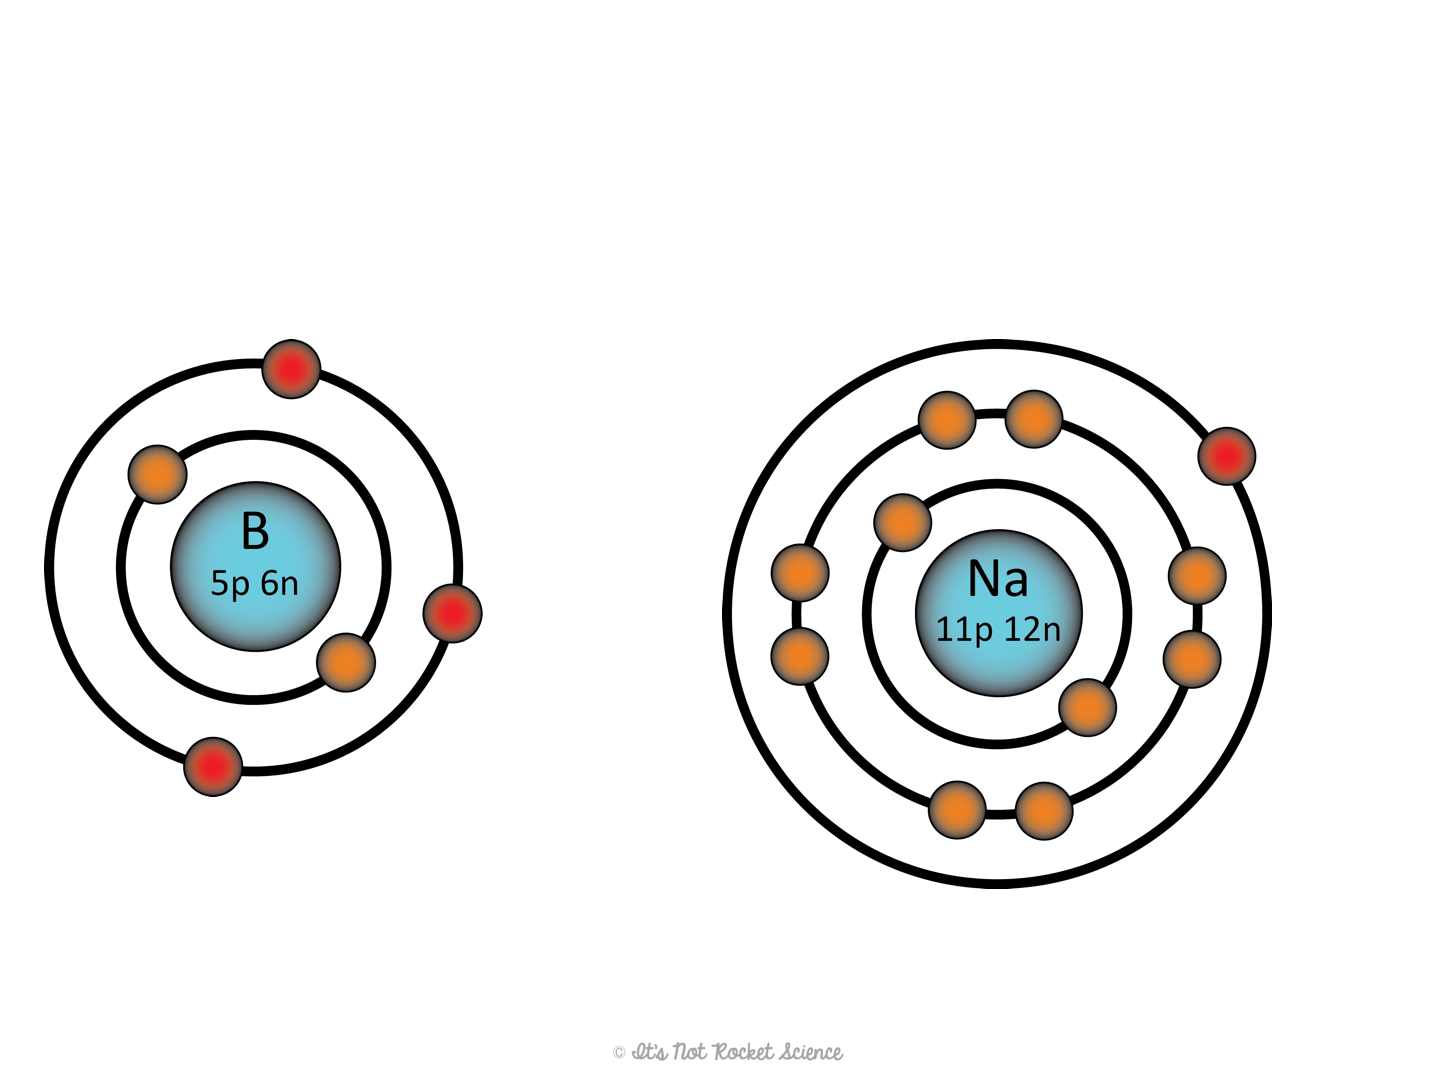 B
5p 6n
Na
11p 12n
© It's Not Rocket Science